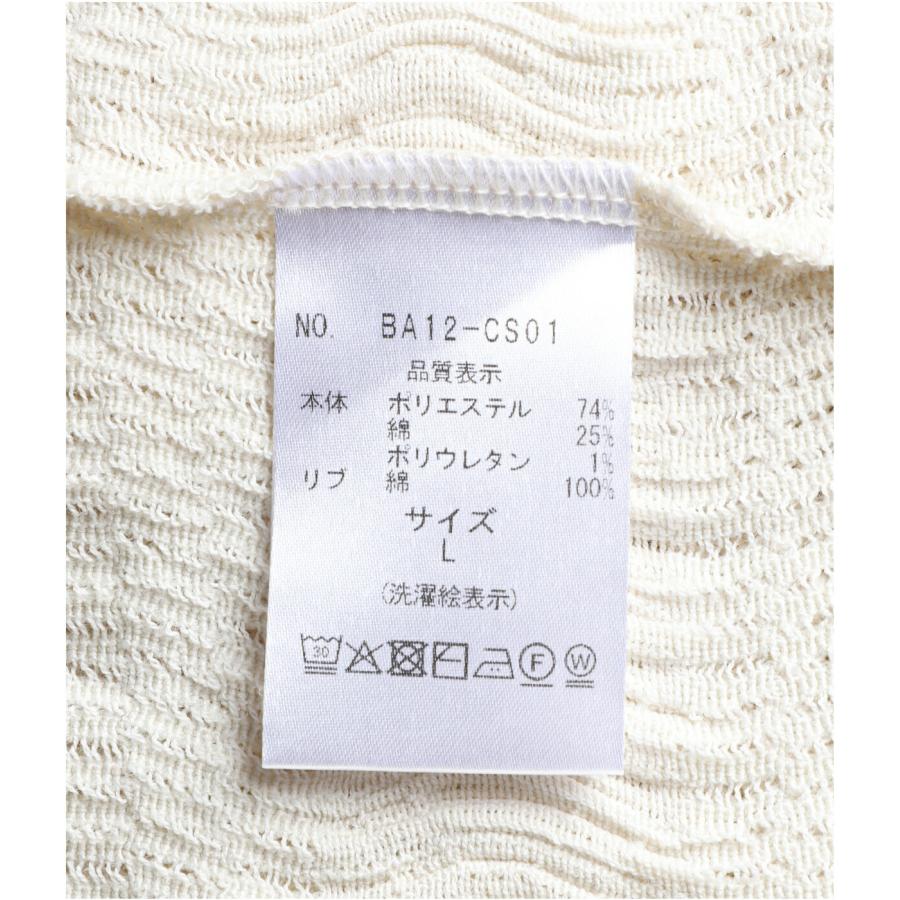 NO. BA12-CS01
品質表示
本体 ポリエステル 74%
綿 25%
ポリウレタン 1%
リブ 綿 100%
サイズ
L
(洗濯絵表示)
30 F W